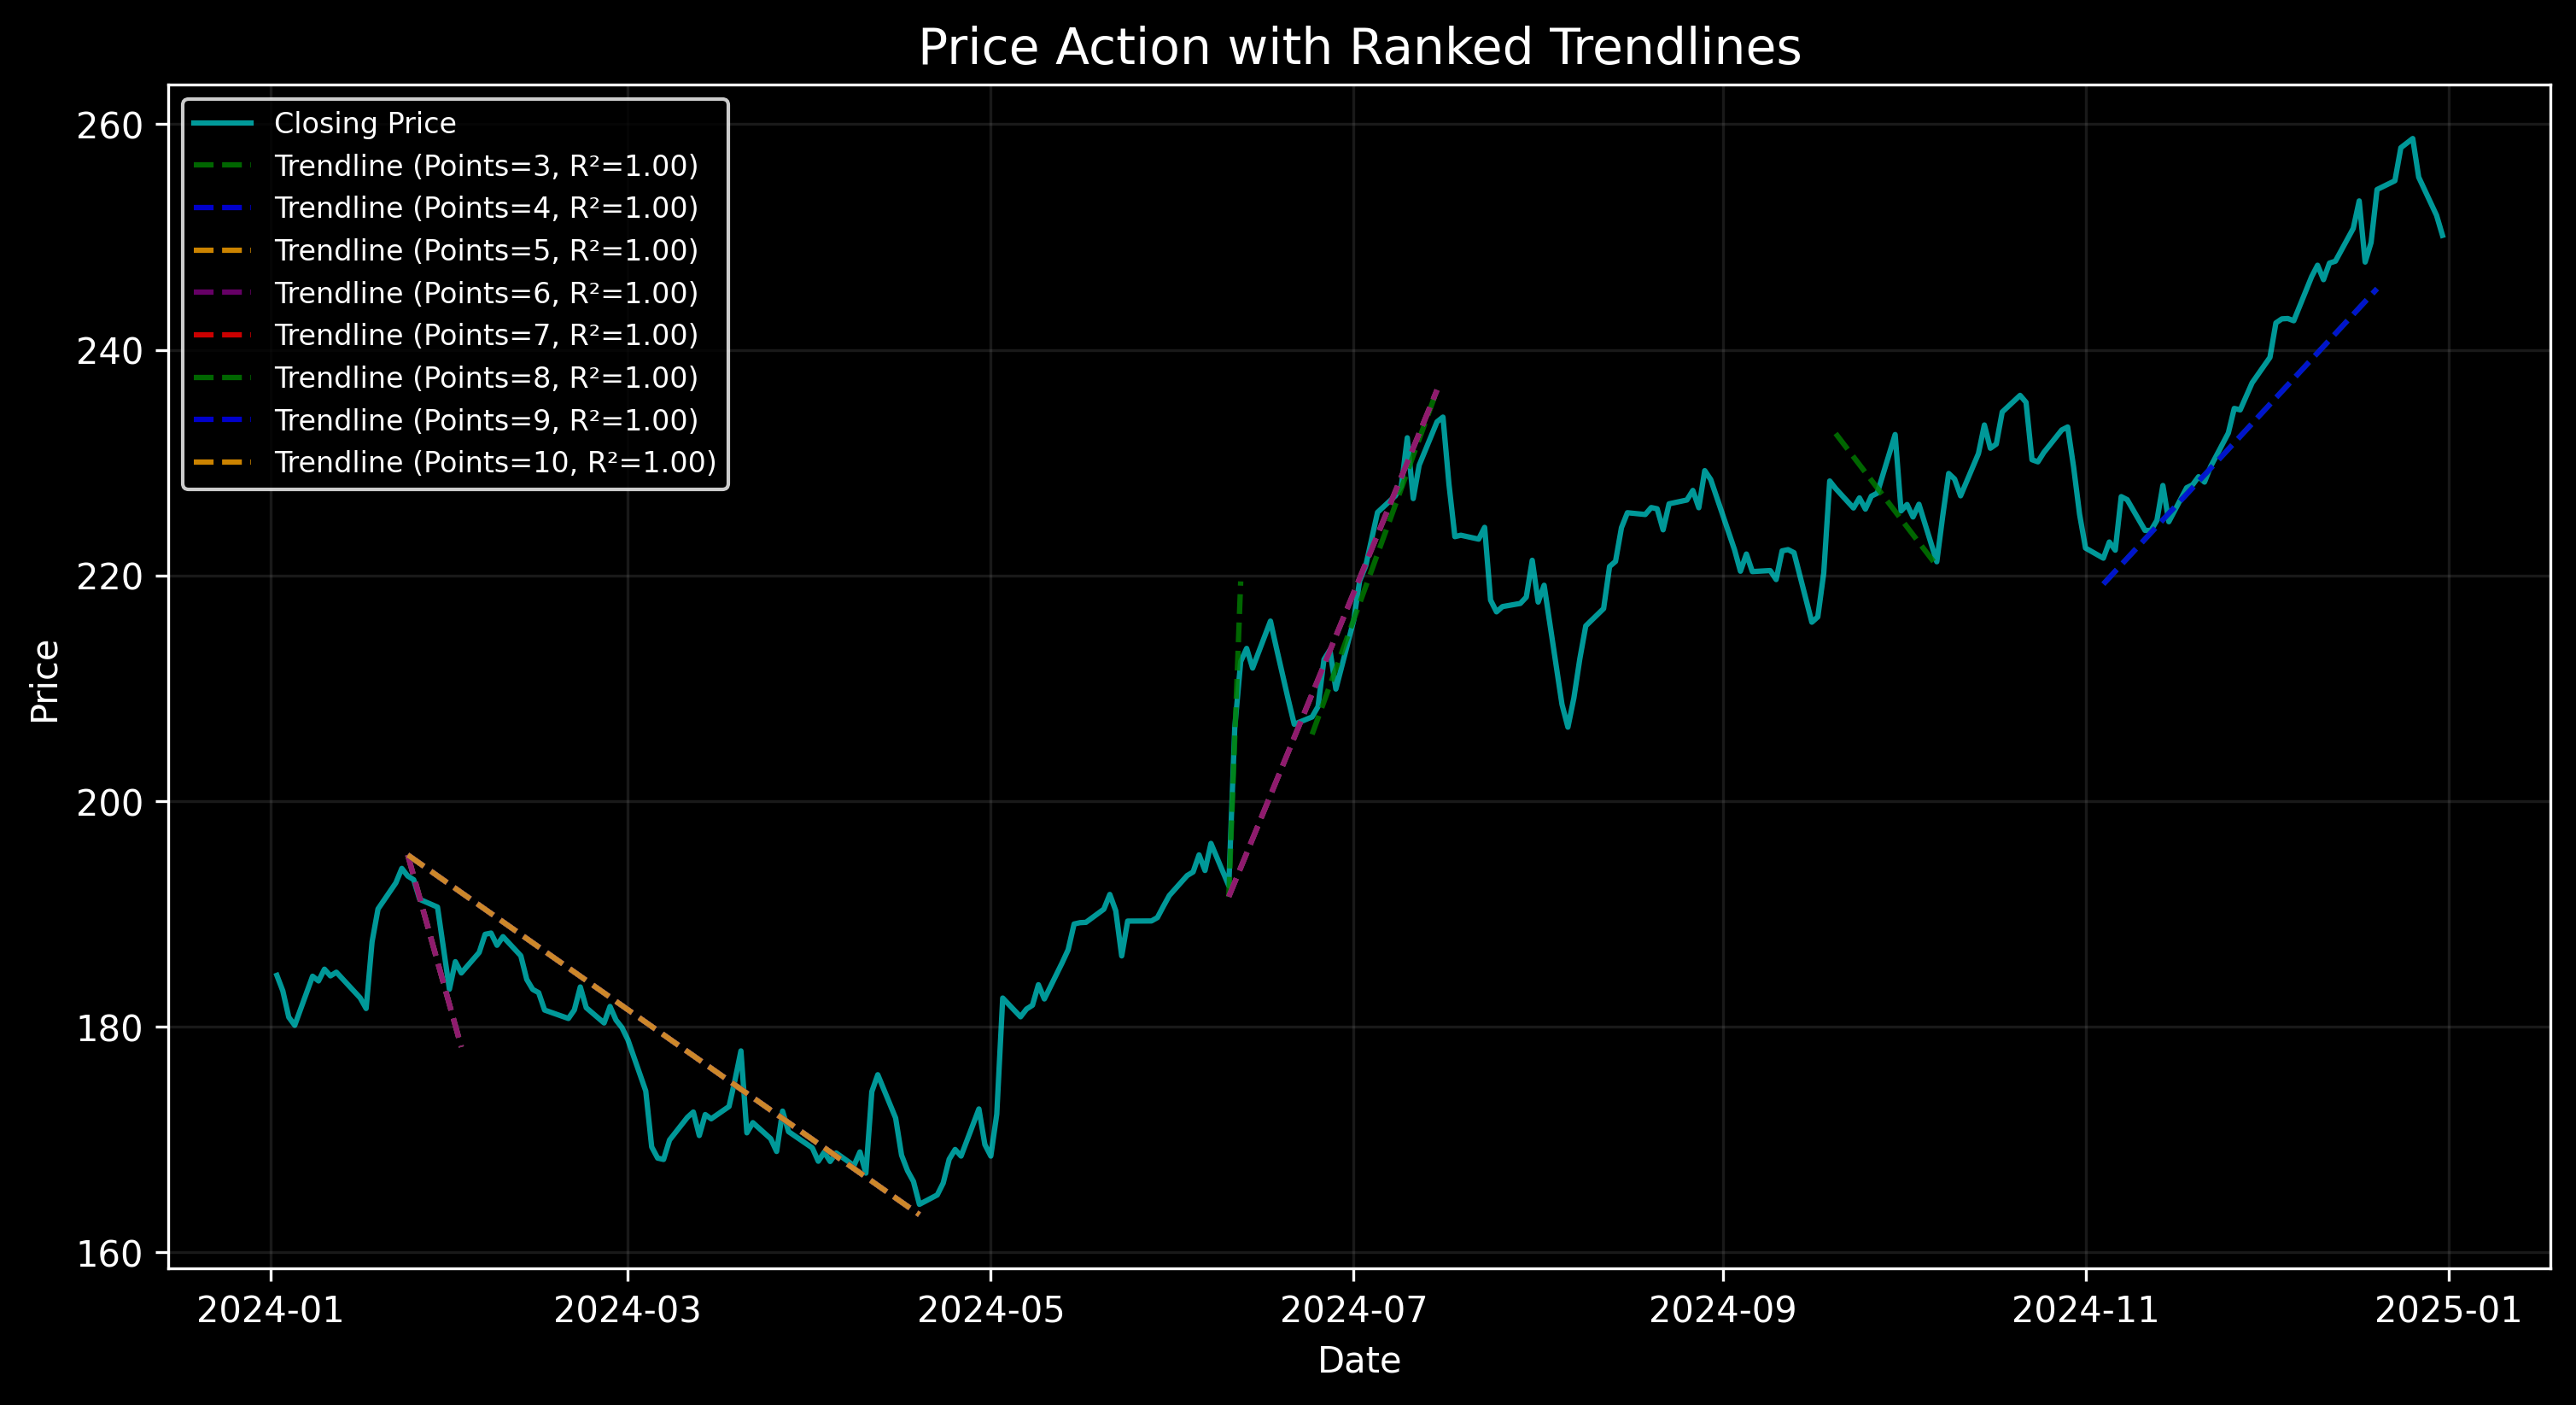 Price Action with Ranked Trendlines
Closing Price
Trendline (Points=3, R²=1.00)
Trendline (Points=4, R²=1.00)
Trendline (Points=5, R²=1.00)
Trendline (Points=6, R²=1.00)
Trendline (Points=7, R²=1.00)
Trendline (Points=8, R²=1.00)
Trendline (Points=9, R²=1.00)
Trendline (Points=10, R²=1.00)
260
240
220
200
180
160
Price
2024-01 2024-03 2024-05 2024-07 2024-09 2024-11 2025-01
Date